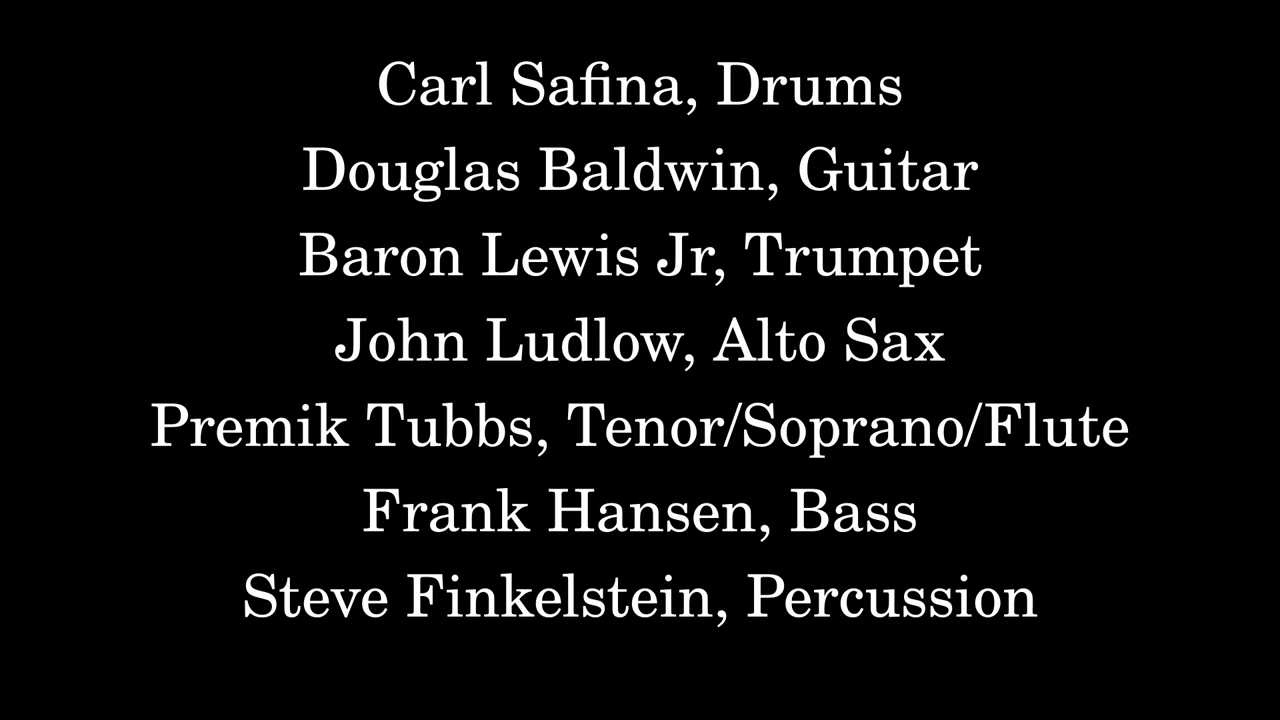 Carl Safina, Drums
Douglas Baldwin, Guitar
Baron Lewis Jr, Trumpet
John Ludlow, Alto Sax
Premik Tubbs, Tenor/Soprano/Flute
Frank Hansen, Bass
Steve Finkelstein, Percussion